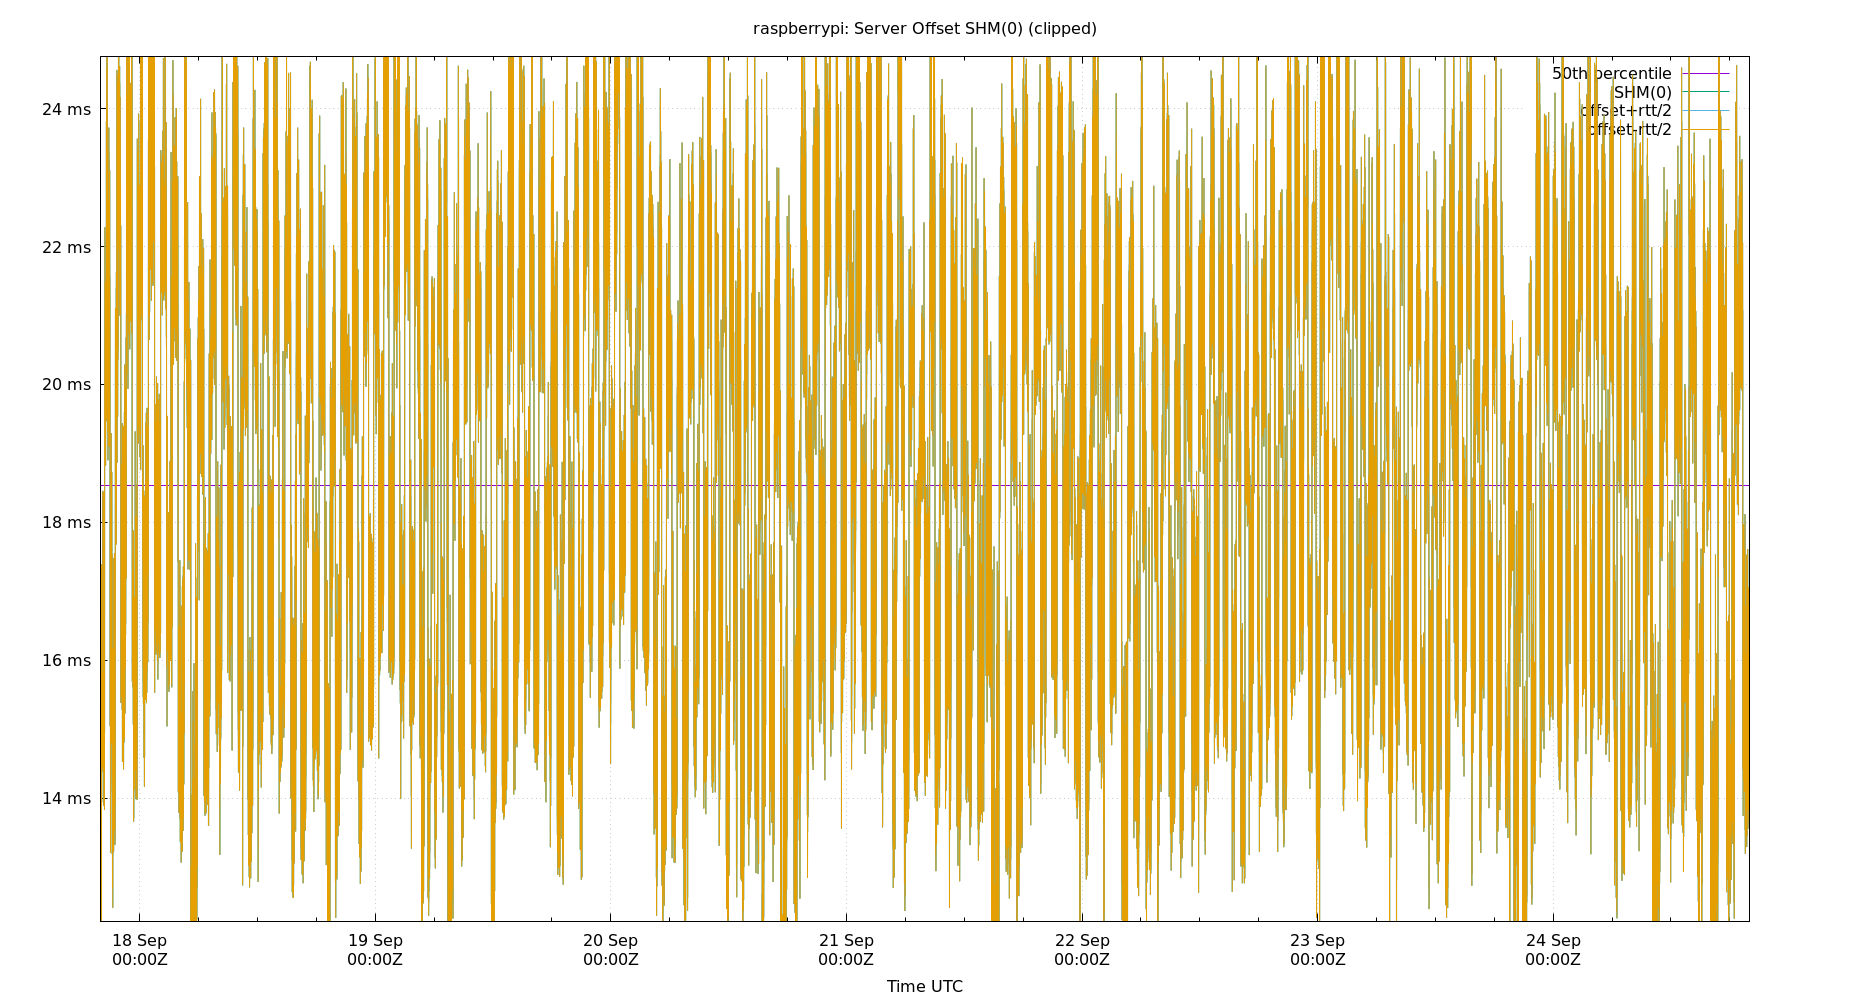 raspberrypi: Server Offset SHM(0) (clipped)
50th percentile
SHM(0)
offset+rtt/2
offset-rtt/2
24 ms
22 ms
20 ms
18 ms
16 ms
14 ms
18 Sep 19 Sep 20 Sep 21 Sep 22 Sep 23 Sep 24 Sep
00:00Z 00:00Z 00:00Z 00:00Z 00:00Z 00:00Z 00:00Z
Time UTC